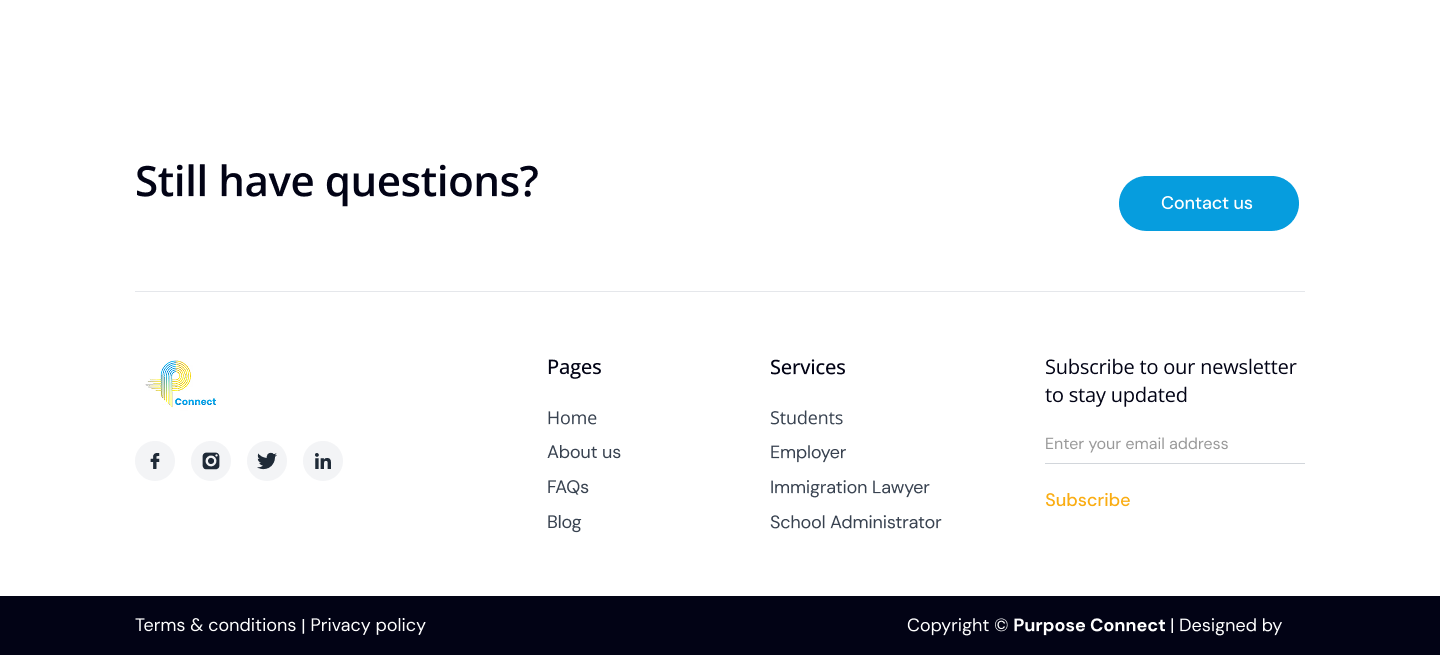 Still have questions?
Contact us
Connect
Pages
Home
About us
FAQs
Blog
Services
Students
Employer
Immigration Lawyer
School Administrator
Subscribe to our newsletter
to stay updated
Enter your email address
Subscribe
Terms & conditions | Privacy policy
Copyright © Purpose Connect | Designed by